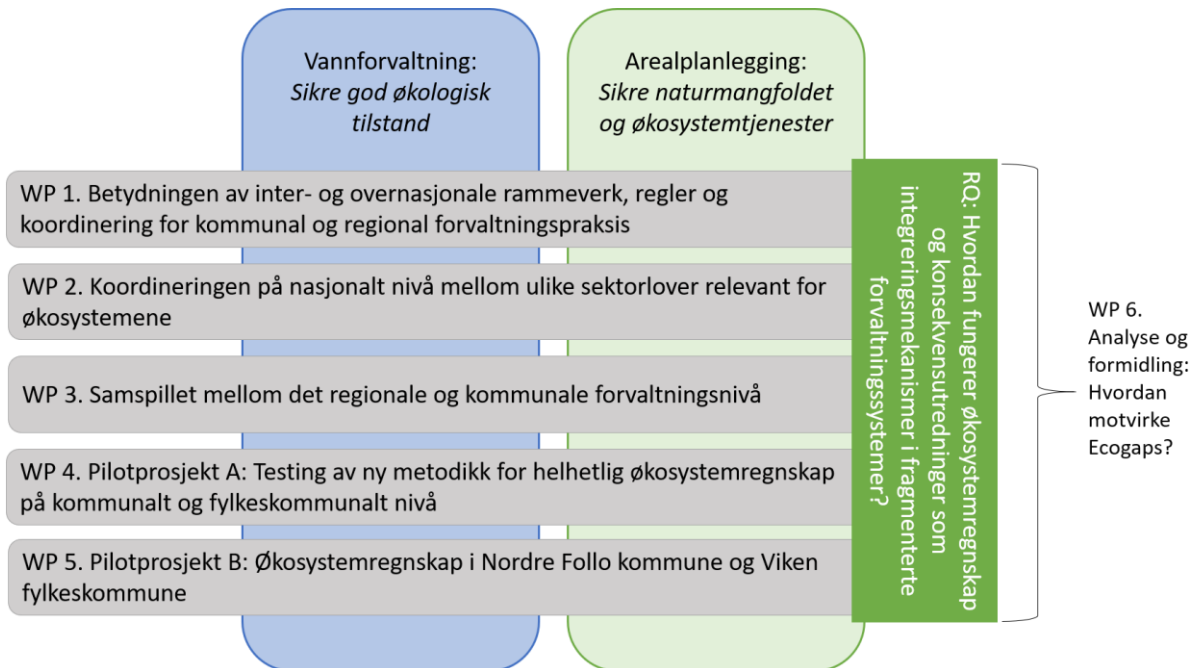 Vannforvaltning:
Sikre god økologisk
tilstand
Arealplanlegging:
Sikre naturmangfoldet
og økosystemtjenester
WP 1. Betydningen av inter- og overnasjonale rammeverk, regler og
koordinering for kommunal og regional forvaltningspraksis
WP 2. Koordineringen på nasjonalt nivå mellom ulike sektorlover relevant for
økosystemene
WP 3. Samspillet mellom det regionale og kommunale forvaltningsnivå
WP 4. Pilotprosjekt A: Testing av ny metodikk for helhetlig økosystemregnskap
på kommunalt og fylkeskommunalt nivå
WP 5. Pilotprosjekt B: Økosystemregnskap i Nordre Follo kommune og Viken
fylkeskommune
RQ: Hvordan fungerer økosystemregnskap
og konsekvensutredninger som
integreringsmekanismer i fragmenterte
forvaltningssystemer?
WP 6.
Analyse og
formidling:
Hvordan
motvirke
Ecogaps?